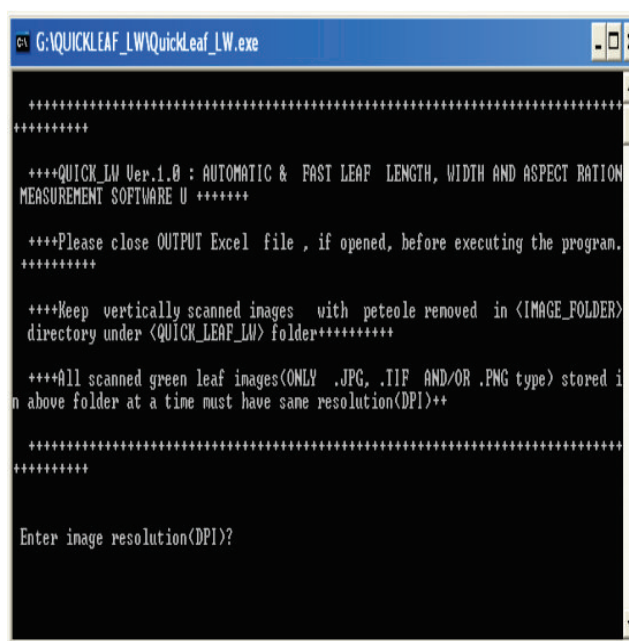 G:\QUICKLEAF_LW\QuickLeaf_LW.exe
++++++++++++++++++++++++++++++++++++++++++++++++++++++++++++++++++++++++++++
++++++++++
++++QUICK_LW Ver.1.0 : AUTOMATIC & FAST LEAF LENGTH, WIDTH AND ASPECT RATION
MEASUREMENT SOFTWARE U +++++++
++++Please close OUTPUT Excel file , if opened, before executing the program.
++++++++++
++++Keep vertically scanned images with peteole removed in <IMAGE_FOLDER>
directory under <QUICK_LEAF_LW> folder++++++++++
++++All scanned green leaf images(ONLY .JPG, .TIF AND/OR .PNG type) stored i
n above folder at a time must have same resolution(DPI)++
++++++++++++++++++++++++++++++++++++++++++++++++++++++++++++++++++++++++++++
++++++++++
Enter image resolution(DPI)?